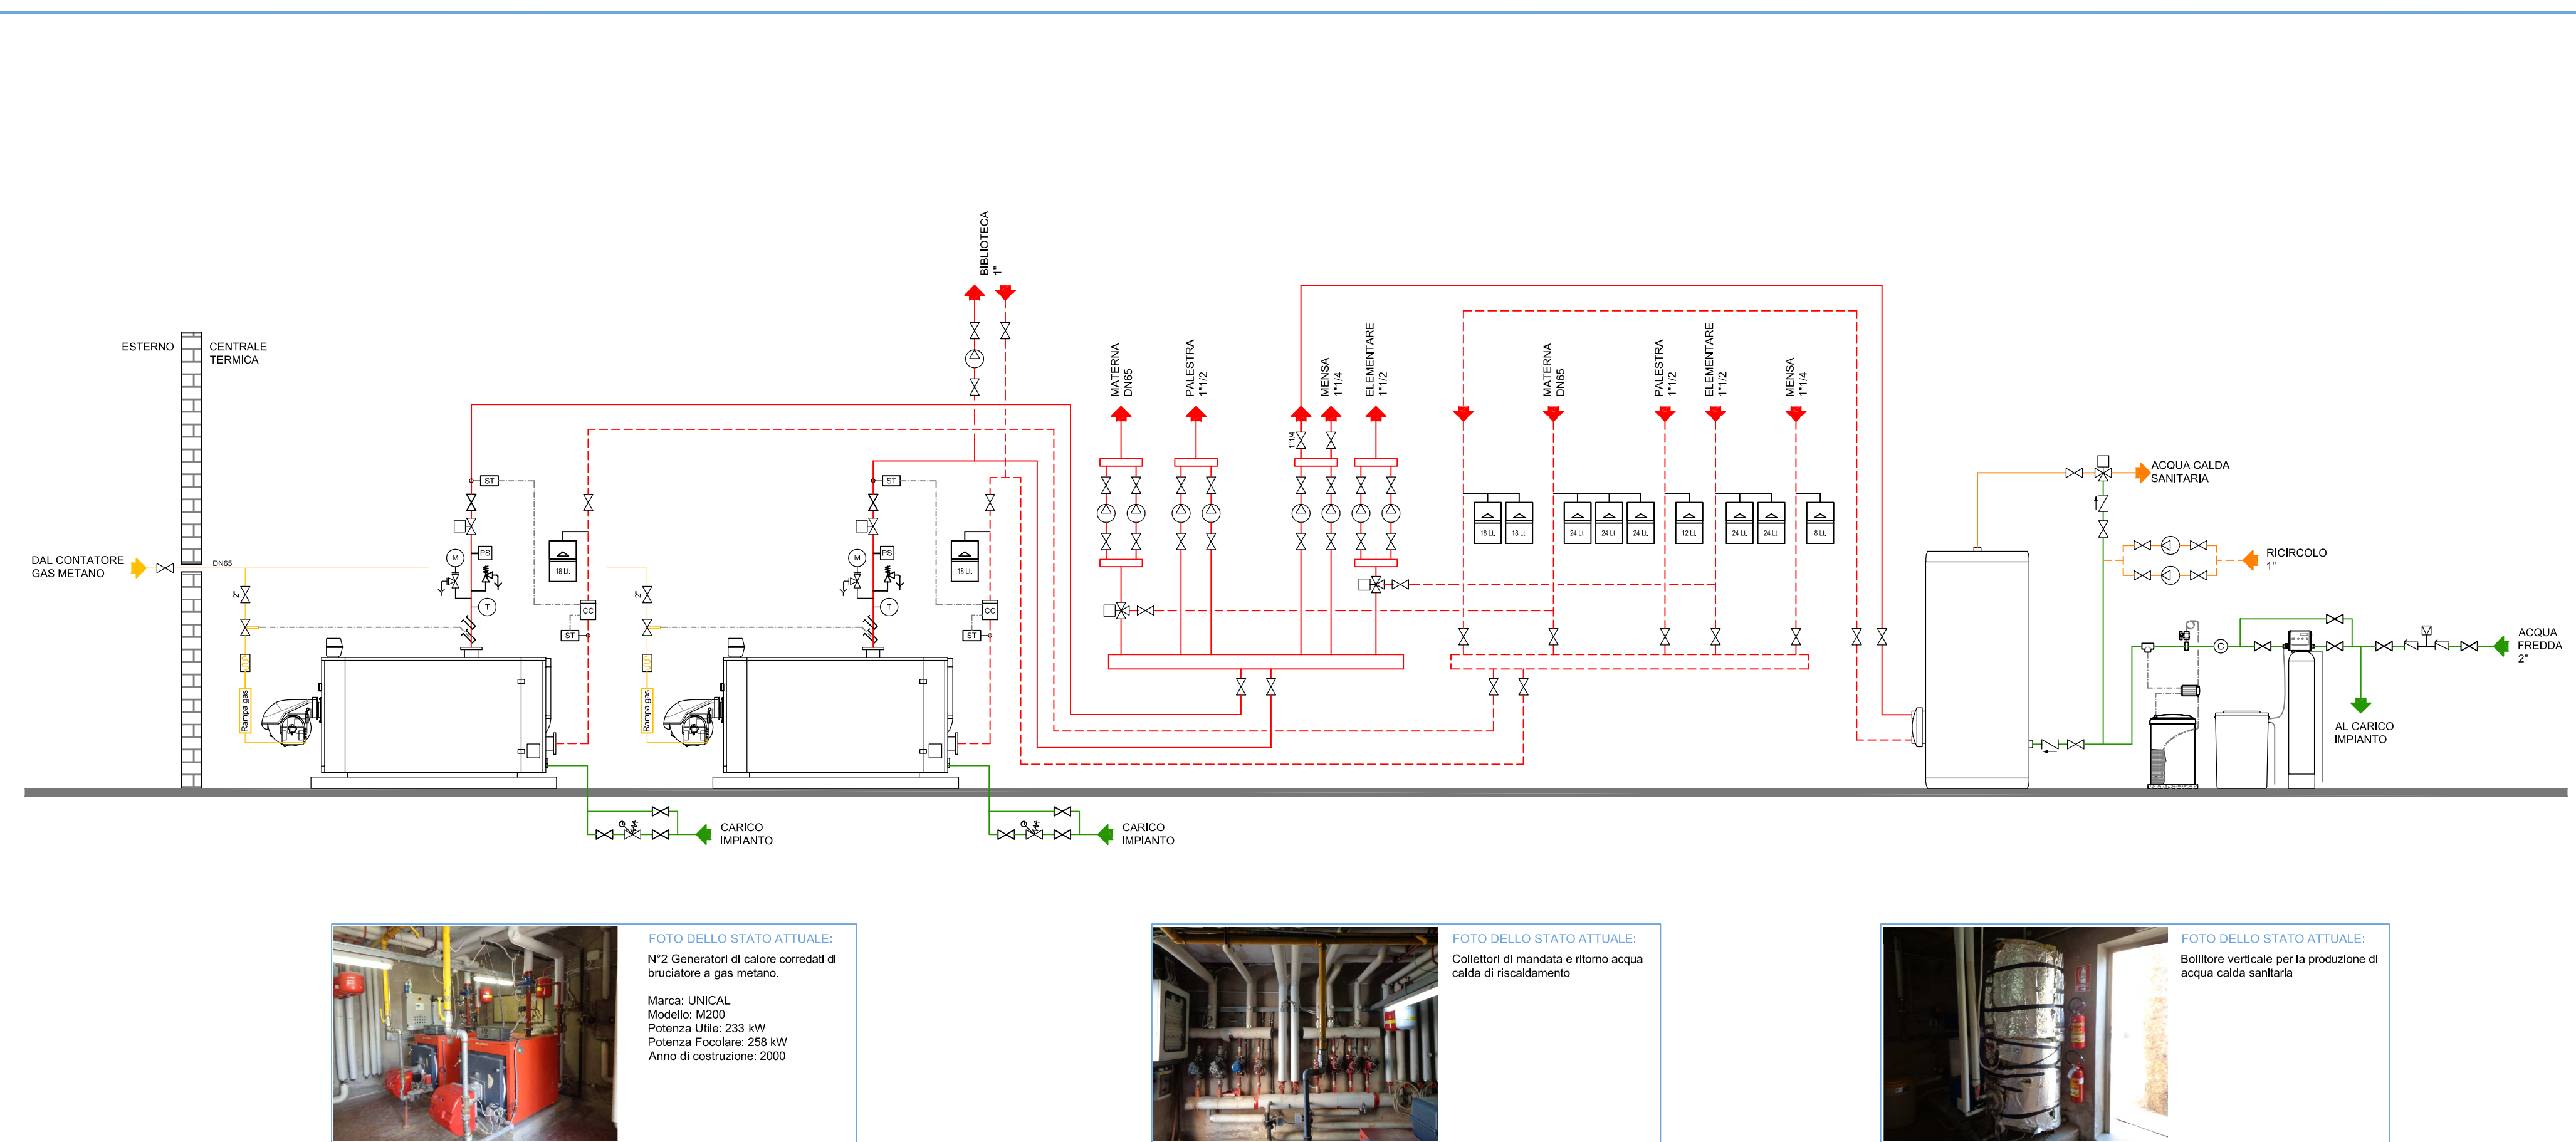 BIBLIOTECA
1"
ESTERNO
CENTRALE
TERMICA
MATERNA
DN65
PALESTRA
1"1/2
MENSA
1"1/4
ELEMENTARE
1"1/2
MATERNA
DN65
PALESTRA
1"1/2
ELEMENTARE
1"1/2
MENSA
1"1/4
1"1/4
ST
ST
ACQUA CALDA
SANITARIA
18 Lt.
18 Lt.
24 Lt.
24 Lt.
24 Lt.
12 Lt.
24 Lt.
24 Lt.
8 Lt.
DAL CONTATORE
GAS METANO
DN65
M
PS
18 Lt.
M
PS
18 Lt.
RICIRCOLO
1"
2"
T
CC
ST
2"
T
CC
ST
C
ACQUA
FREDDA
2"
Rampa gas
Rampa gas
AL CARICO
IMPIANTO
CARICO
IMPIANTO
CARICO
IMPIANTO
FOTO DELLO STATO ATTUALE:
N°2 Generatori di calore corredati di
bruciatore a gas metano.
Marca: UNICAL
Modello: M200
Potenza Utile: 233 kW
Potenza Focolare: 258 kW
Anno di costruzione: 2000
FOTO DELLO STATO ATTUALE:
Collettori di mandata e ritorno acqua
calda di riscaldamento
FOTO DELLO STATO ATTUALE:
Bollitore verticale per la produzione di
acqua calda sanitaria